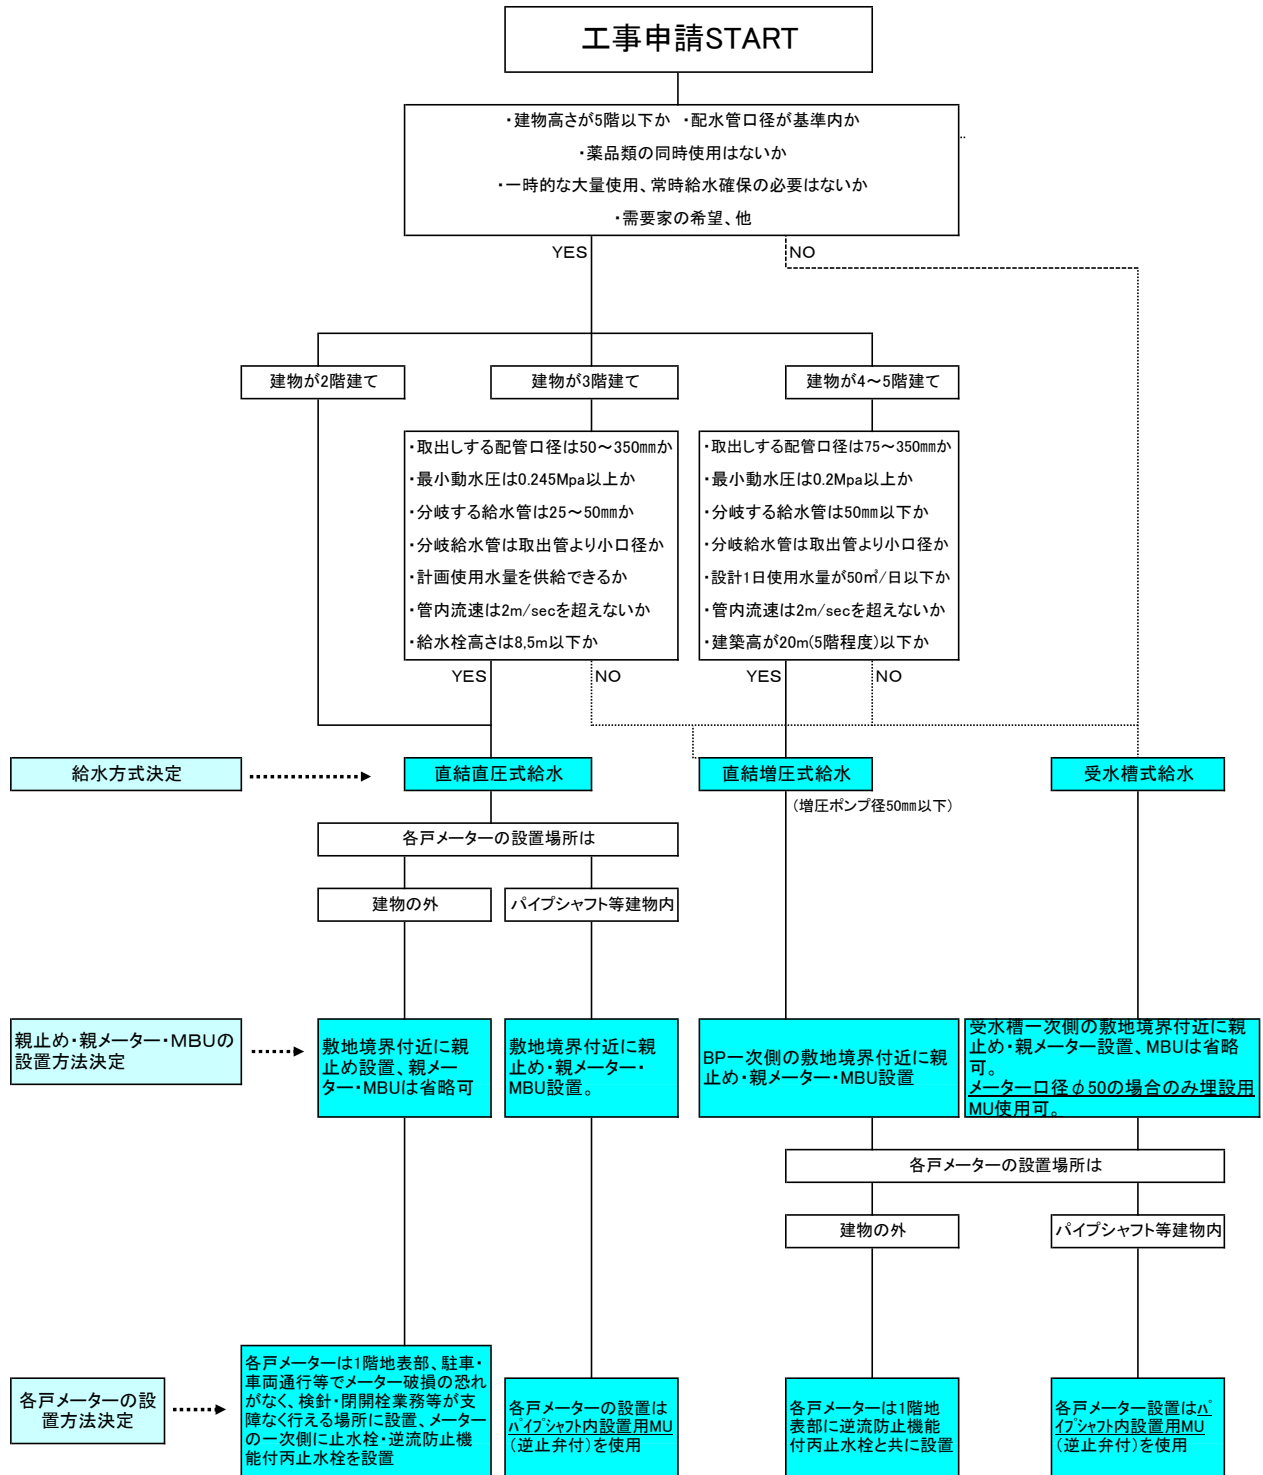 工事申請START
・建物高さが5階以下か ・配水管口径が基準内か
・薬品類の同時使用はないか
・一時的な大量使用、常時給水確保の必要はないか
・需要家の希望、他
YES
NO
建物が2階建て
建物が3階建て
建物が4～5階建て
・取出しする配管口径は50～350㎜か
・最小動水圧は0.245Mpa以上か
・分岐する給水管は25～50㎜か
・分岐給水管は取出管より小口径か
・計画使用水量を供給できるか
・管内流速は2m/secを超えないか
・給水栓高さは8,5m以下か
・取出しする配管口径は75～350㎜か
・最小動水圧は0.2Mpa以上か
・分岐する給水管は50㎜以下か
・分岐給水管は取出管より小口径か
・設計1日使用水量が50㎥/日以下か
・管内流速は2m/secを超えないか
・建築高が20m(5階程度)以下か
YES
NO
YES
NO
給水方式決定
直結直圧式給水
直結増圧式給水
受水槽式給水
(増圧ポンプ径50㎜以下)
各戸メーターの設置場所は
建物の外
パイプシャフト等建物内
親止め・親メーター・MBUの
設置方法決定
敷地境界付近に親
止め設置、親メー
ター・MBUは省略可
敷地境界付近に親
止め・親メーター・
MBU設置。
BP一次側の敷地境界付近に親
止め・親メーター・MBU設置
受水槽一次側の敷地境界付近に親
止め・親メーター設置、MBUは省略
可。
メーター口径φ50の場合のみ埋設用
MU使用可。
各戸メーターの設置場所は
建物の外
パイプシャフト等建物内
各戸メーターの設
置方法決定
各戸メーターは1階地表部、駐車・
車両通行等でメーター破損の恐れ
がなく、検針・閉開栓業務等が支
障なく行える場所に設置、メーター
の一次側に止水栓・逆流防止機
能付丙止水栓を設置
各戸メーターの設置は
ﾊﾟｲﾌﾟｼｬﾌﾄ内設置用MU
(逆止弁付)を使用
各戸メーターは1階地
表部に逆流防止機能
付丙止水栓と共に設置
各戸メーター設置はﾊﾟ
ｲﾌﾟｼｬﾌﾄ内設置用MU
(逆止弁付)を使用